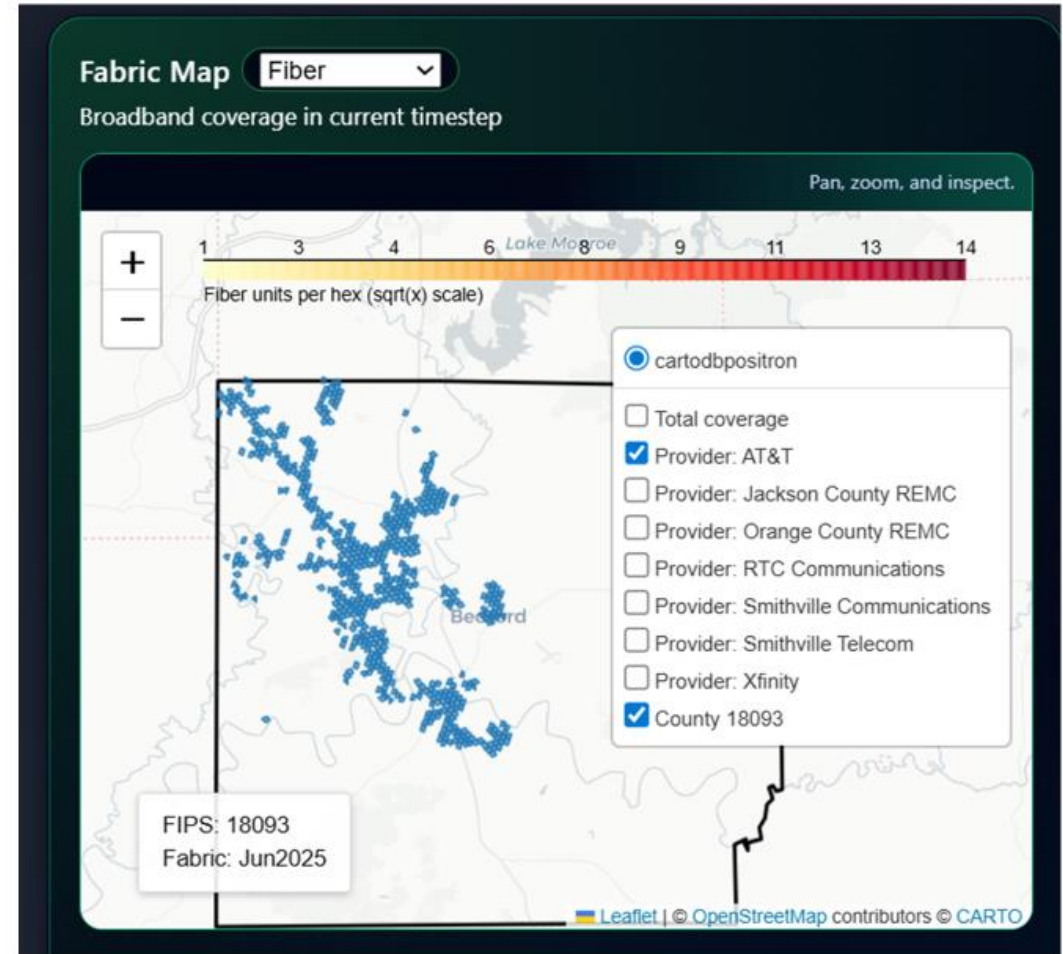 Fabric Map Fiber
Broadband coverage in current timestep
Pan, zoom, and inspect.
+
−
1 3 4 6 8 9 11 13 14
Lake Monroe
Fiber units per hex (sqrt(x) scale)
cartodbpositron
Total coverage
Provider: AT&T
Provider: Jackson County REMC
Provider: Orange County REMC
Provider: RTC Communications
Provider: Smithville Communications
Provider: Smithville Telecom
Provider: Xfinity
County 18093
Bedford
FIPS: 18093
Fabric: Jun2025
Leaflet | © OpenStreetMap contributors © CARTO